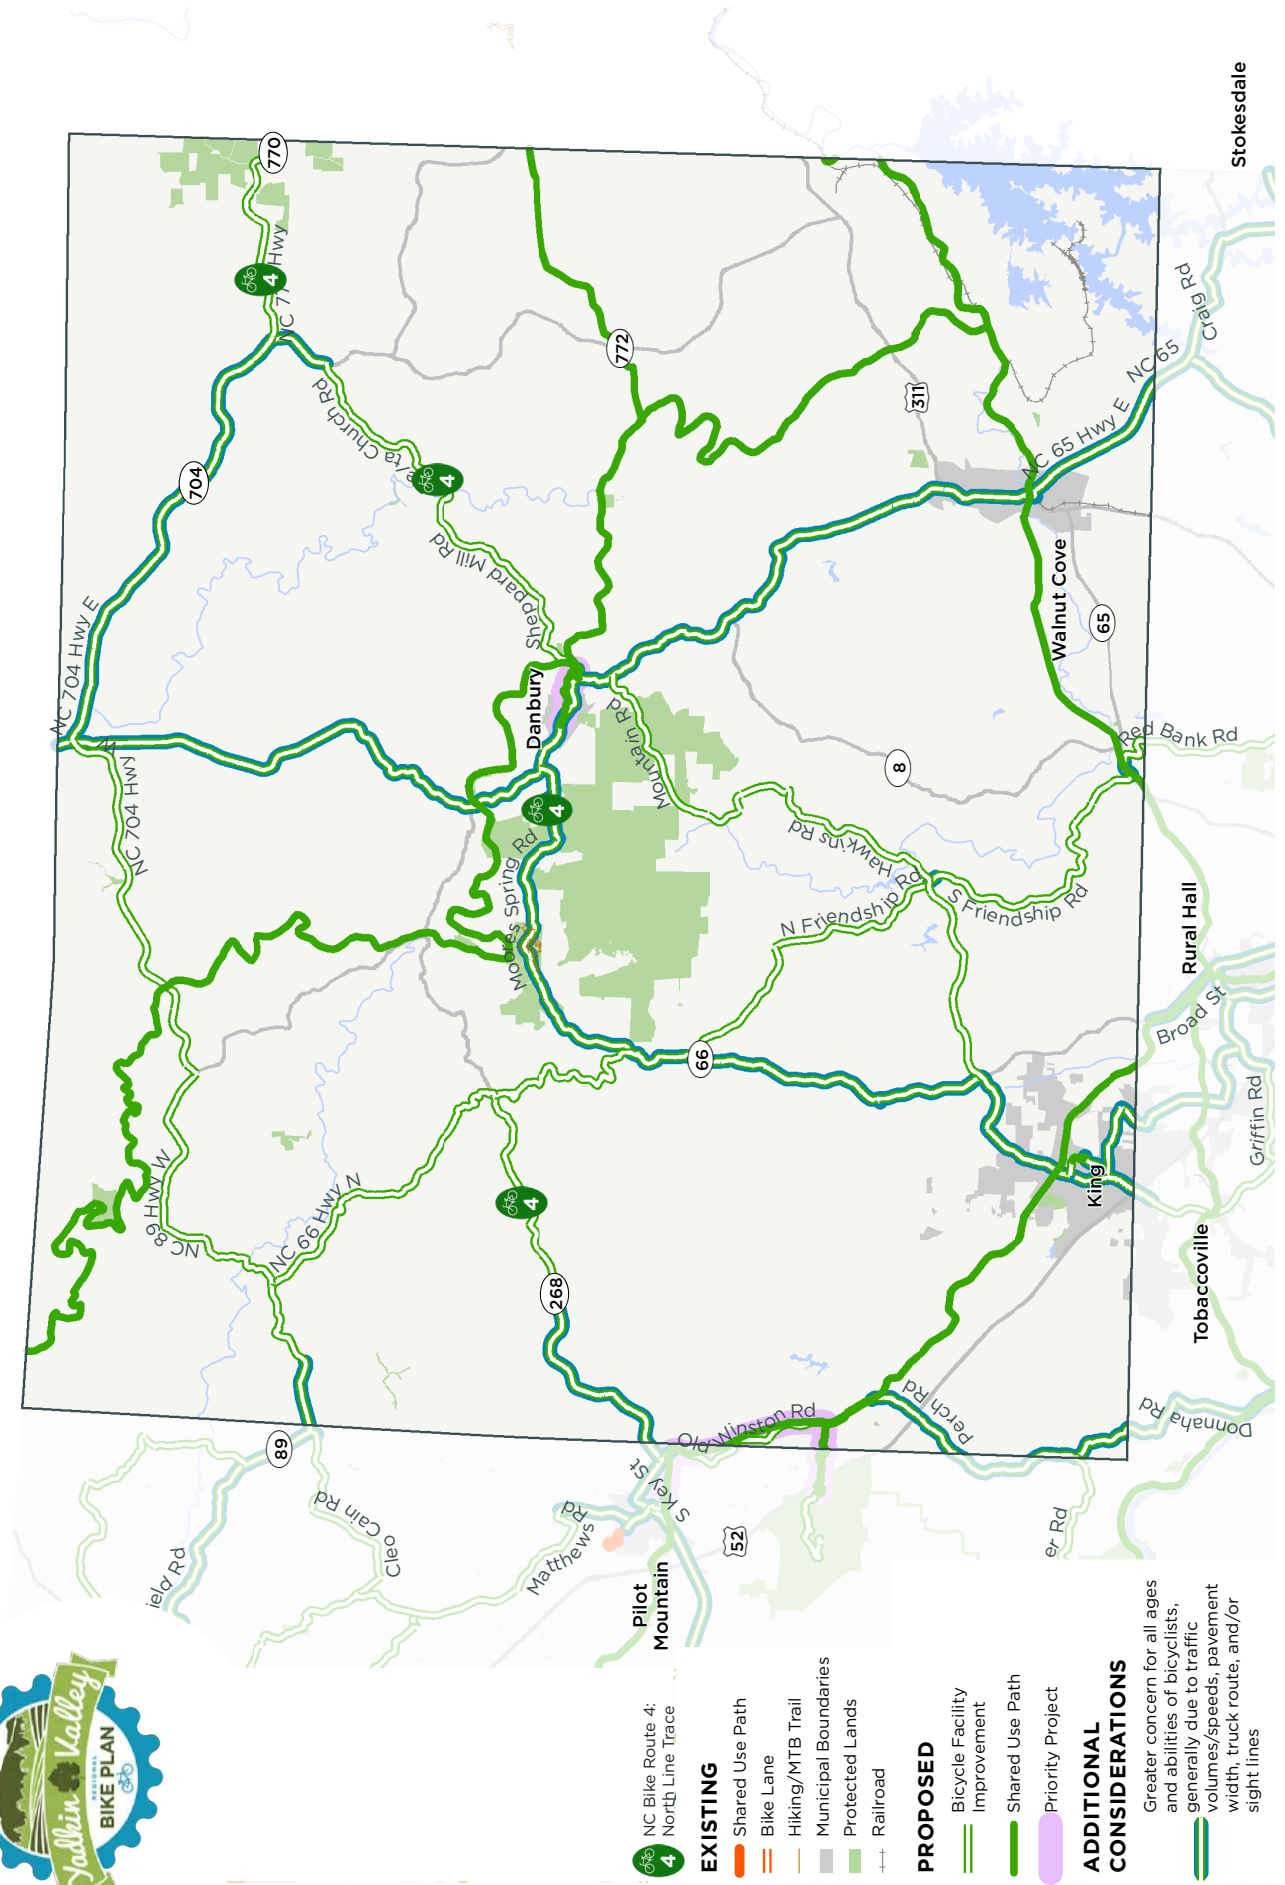 Yadkin Valley
REGIONAL
BIKE PLAN
4
NC Bike Route 4:
North Line Trace
EXISTING
Shared Use Path
Bike Lane
Hiking/MTB Trail
Municipal Boundaries
Protected Lands
Railroad
PROPOSED
Bicycle Facility
Improvement
Shared Use Path
Priority Project
ADDITIONAL
CONSIDERATIONS
Greater concern for all ages
and abilities of bicyclists,
generally due to traffic
volumes/speeds, pavement
width, truck route, and/or
sight lines
ield Rd
89
Cleo Cain Rd
Matthews Rd
Pilot
Mountain
S Key St
52
Old Winston Rd
Perch Rd
er Rd
Donnaha Rd
Tobaccoville
Griffin Rd
Broad St
Rural Hall
King
NC 89 Hwy W
NC 66 Hwy N
268
4
66
Moores Spring Rd
4
N Friendship Rd
S Friendship Rd
Hawkins Rd
Mountain Rd
8
Red Bank Rd
65
Walnut Cove
Danbury
NC 704 Hwy W
NC 704 Hwy E
704
Sheppard Mill Rd
4
elta Church Rd
772
311
NC 65 Hwy E
NC 65
Craig Rd
Stokesdale
NC 77 Hwy
4
770